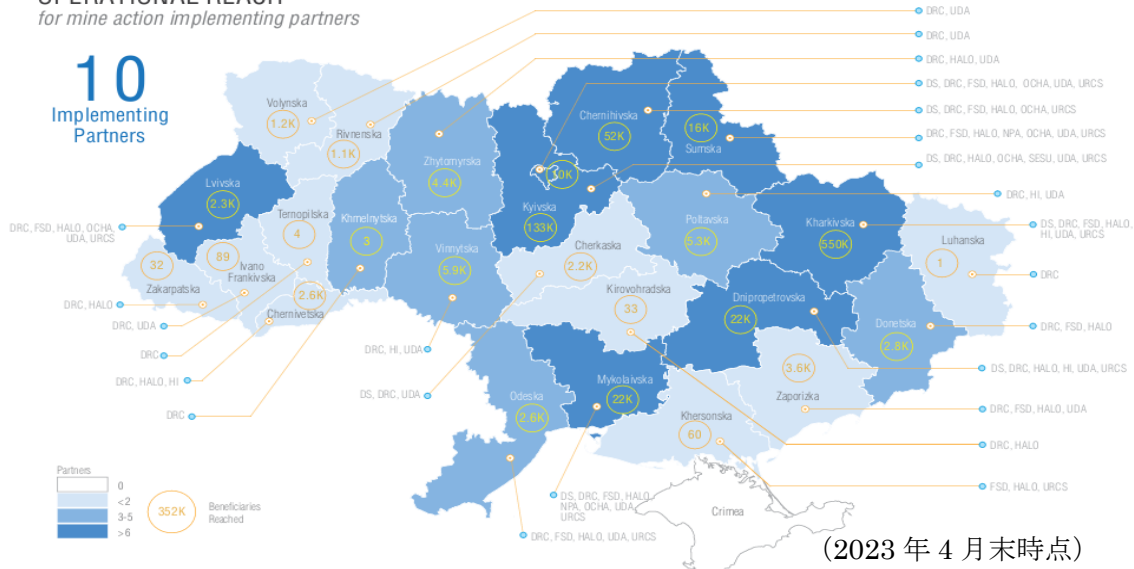 for mine action implementing partners
10
Implementing
Partners
DRC, UDA
DRC, UDA
DRC, HALO, UDA
DS, DRC, FSD, HALO, OCHA, UDA, URCS
DS, DRC, FSD, HALO, OCHA, URCS
DRC, FSD, HALO, NPA, OCHA, UDA, URCS
DS, DRC, HALO, OCHA, SESU, UDA, URCS
DRC, HI, UDA
DS, DRC, FSD, HALO,
HI, UDA, URCS
DRC
DRC, FSD, HALO
DS, DRC, HALO, HI, UDA, URCS
DRC, FSD, HALO, UDA
DRC, HALO
FSD, HALO, URCS
Volynska
1.2K
Rivnenska
1.1K
Zhytomyrska
4.4K
Chernihivska
52K
16K
Sumska
Kyivska
133K
Lvivska
2.3K
Ternopilska
4
Khmelnytska
3
Vinnytska
5.9K
Cherkaska
2.2K
Poltavska
5.3K
Kharkivska
550K
Luhanska
1
32
Zakarpatska
89
Ivano
Frankivska
2.6K
Chernivetska
Kirovohradska
33
Dnipropetrovska
22K
Donetska
2.8K
3.6K
Zaporizka
Odeska
2.6K
Mykolaivska
22K
Khersonska
60
Crimea
DRC, FSD, HALO, OCHA,
UDA, URCS
DRC, HALO
DRC, UDA
DRC
DRC, HALO, HI
DRC
DRC, HI, UDA
DS, DRC, UDA
DS, DRC, FSD, HALO,
NPA, OCHA, UDA,
URCS
DRC, FSD, HALO, UDA, URCS
Partners
0
<2
3-5
>6
352K
Beneficiaries
Reached
(2023 年 4 月末時点)